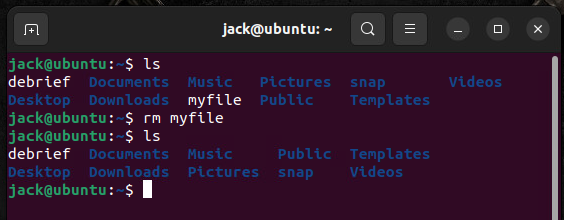 jack@ubuntu: ~
jack@ubuntu:~$ ls
debrief  Documents  Music    Pictures  snap       Videos
Desktop  Downloads  myfile   Public    Templates
jack@ubuntu:~$ rm myfile
jack@ubuntu:~$ ls
debrief  Documents  Music     Public  Templates
Desktop  Downloads  Pictures  snap    Videos
jack@ubuntu:~$